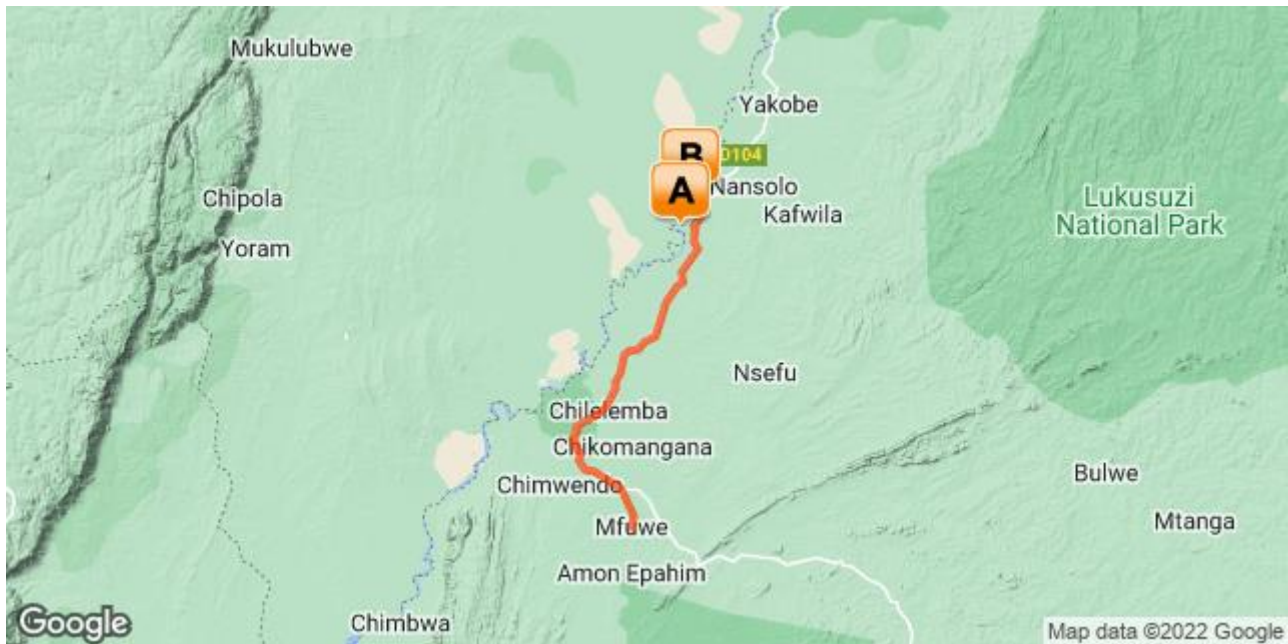 Mukulubwe
Yakobe
B
D104
A
Nansolo
Chipola
Kafwila
Lukusuzi
National Park
Yoram
Nsefu
Chilelemba
Chikomangana
Chimwendo
Bulwe
Mfuwe
Mtanga
Amon Epahim
Chimbwa
Google
Map data ©2022 Google